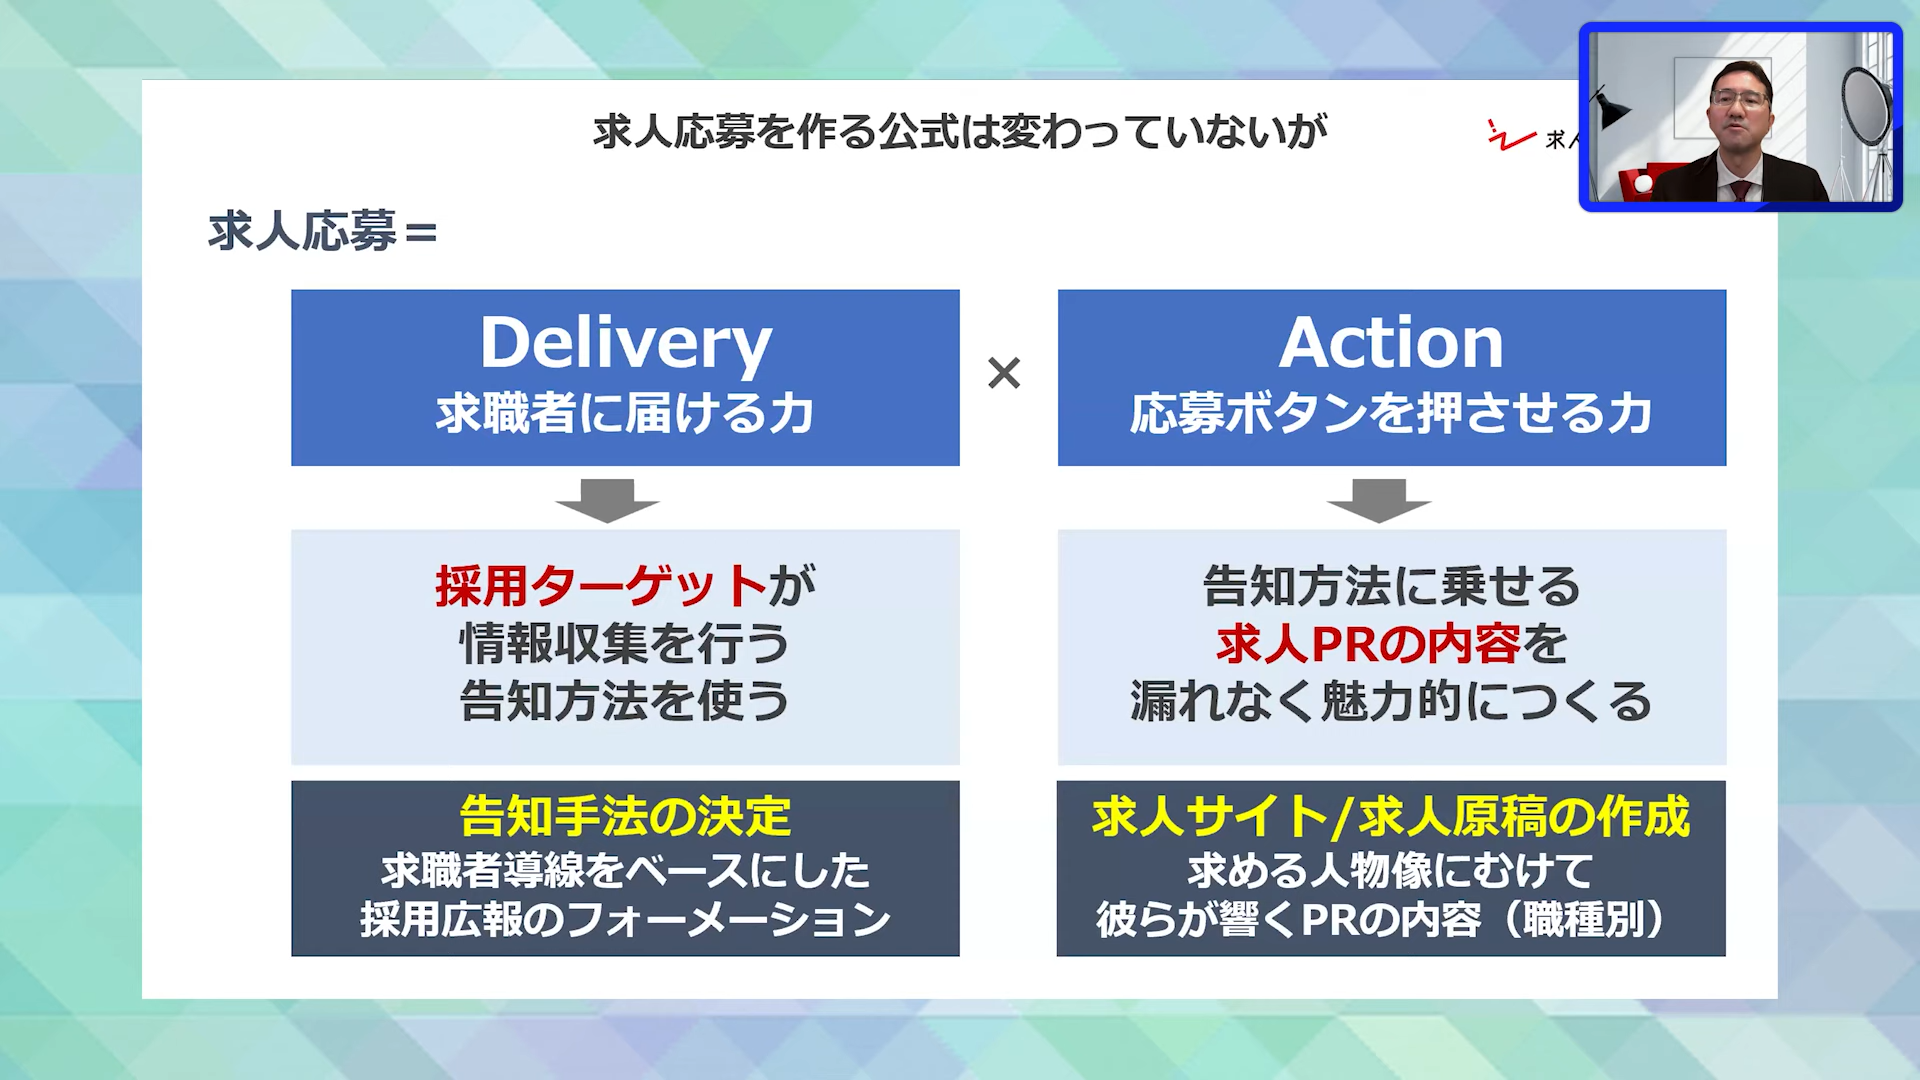 求人応募を作る公式は変わっていないが
求人
求人応募＝
Delivery
求職者に届ける力
×
Action
応募ボタンを押させる力
採用ターゲットが
情報収集を行う
告知方法を使う
告知方法に乗せる
求人PRの内容を
漏れなく魅力的につくる
告知手法の決定
求職者導線をベースにした
採用広報のフォーメーション
求人サイト/求人原稿の作成
求める人物像にむけて
彼らが響くPRの内容（職種別）